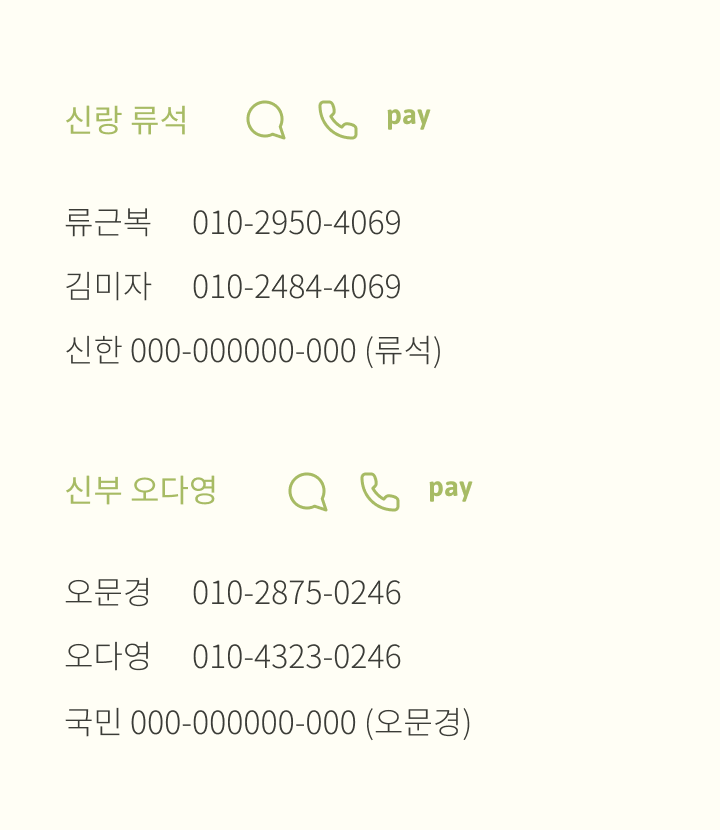 신랑 류석 pay
류근복 010-2950-4069
김미자 010-2484-4069
신한 000-000000-000 (류석)
신부 오다영 pay
오문경 010-2875-0246
오다영 010-4323-0246
국민 000-000000-000 (오문경)